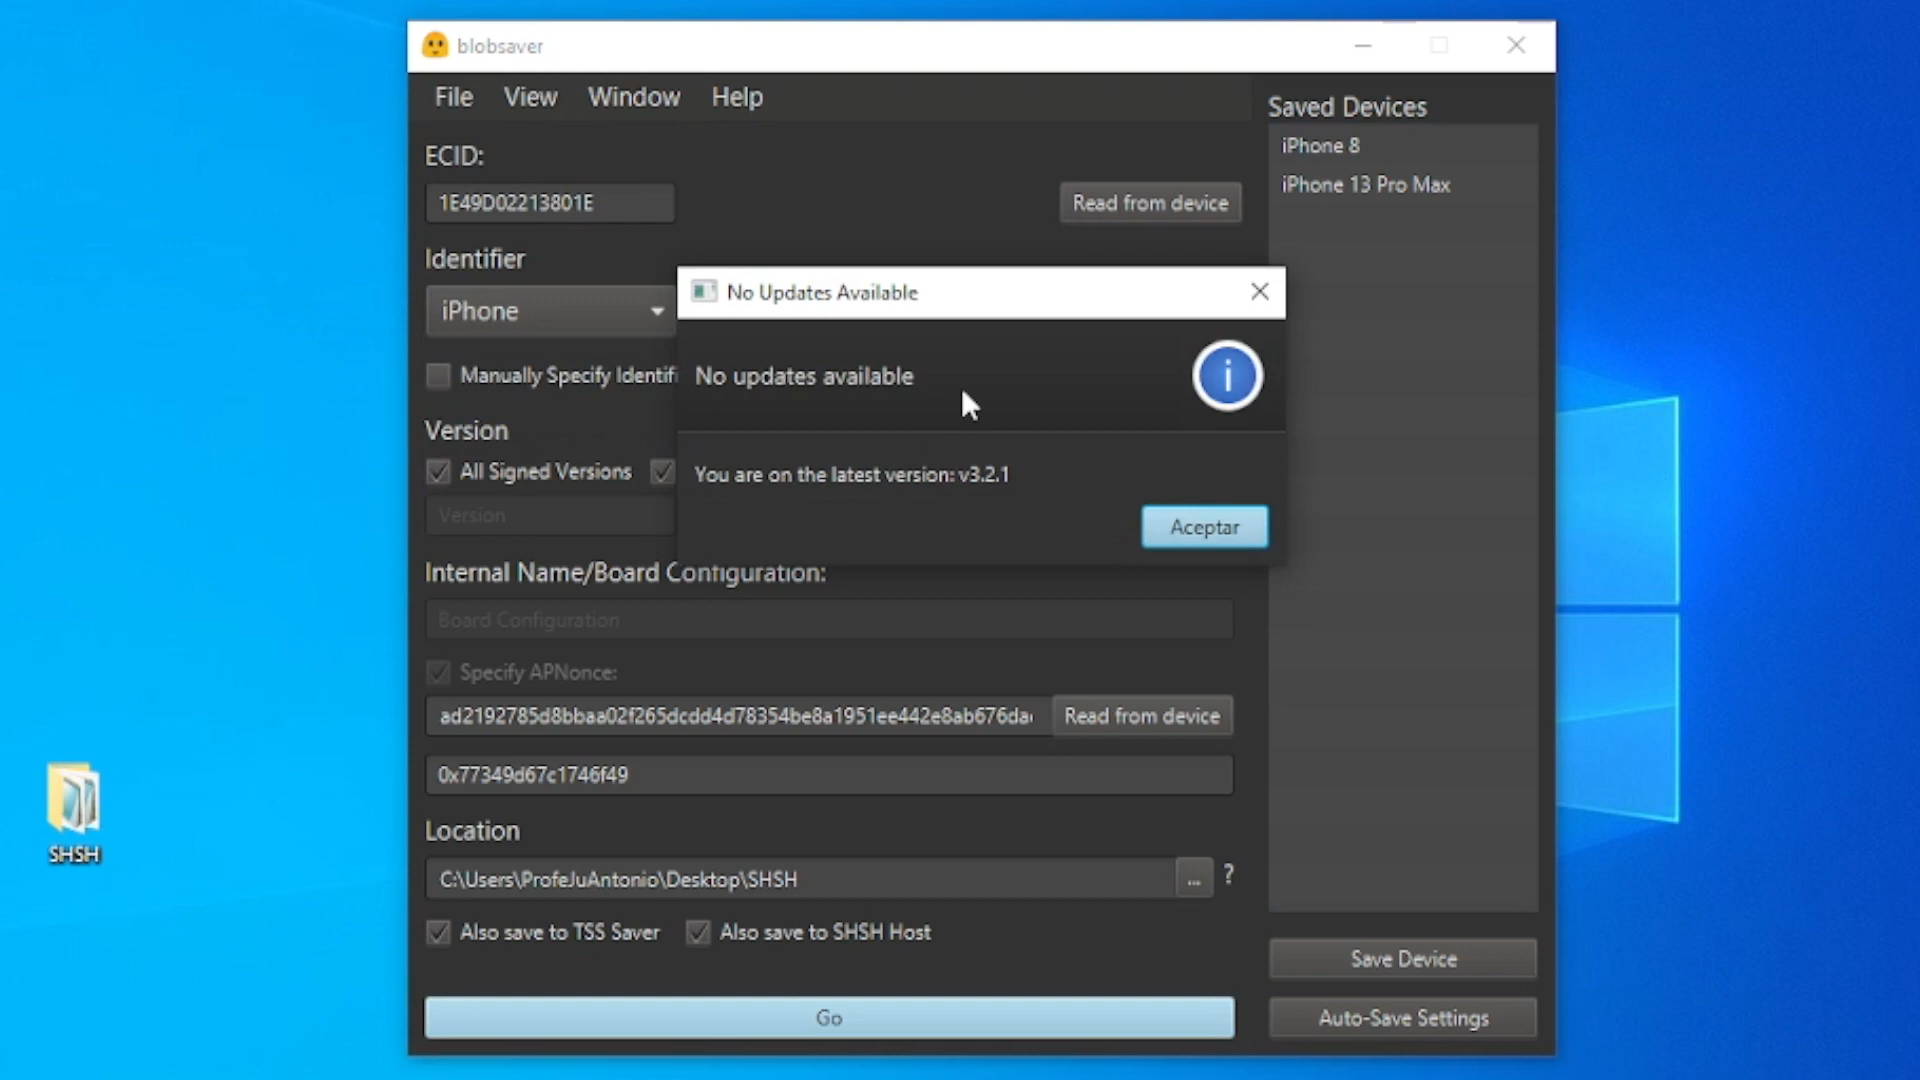 blobsaver
File View Window Help
Saved Devices
iPhone 8
iPhone 13 Pro Max
ECID:
1E49D02213801E
Read from device
Identifier
iPhone
Manually Specify Identifi
No Updates Available
No updates available
You are on the latest version: v3.2.1
Aceptar
Version
All Signed Versions
Version
Internal Name/Board Configuration:
Board Configuration
Specify APNonce:
ad2192785d8bbaa02f265dcdd4d78354be8a1951ee442e8ab676da
Read from device
0x77349d67c1746f49
Location
C:\Users\ProfeJuAntonio\Desktop\SHSH
... ?
Also save to TSS Saver
Also save to SHSH Host
Go
Save Device
Auto-Save Settings
SHSH